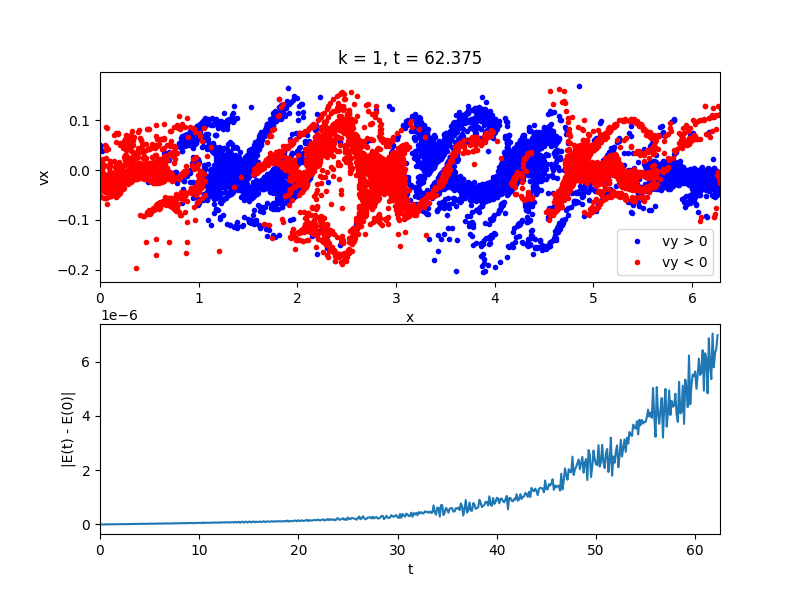 k = 1, t = 62.375
vx
0.1
0.0
−0.1
−0.2
vy > 0
vy < 0
0 1 2 3 4 5 6
x
1e−6
|E(t) - E(0)|
6
4
2
0
0 10 20 30 40 50 60
t